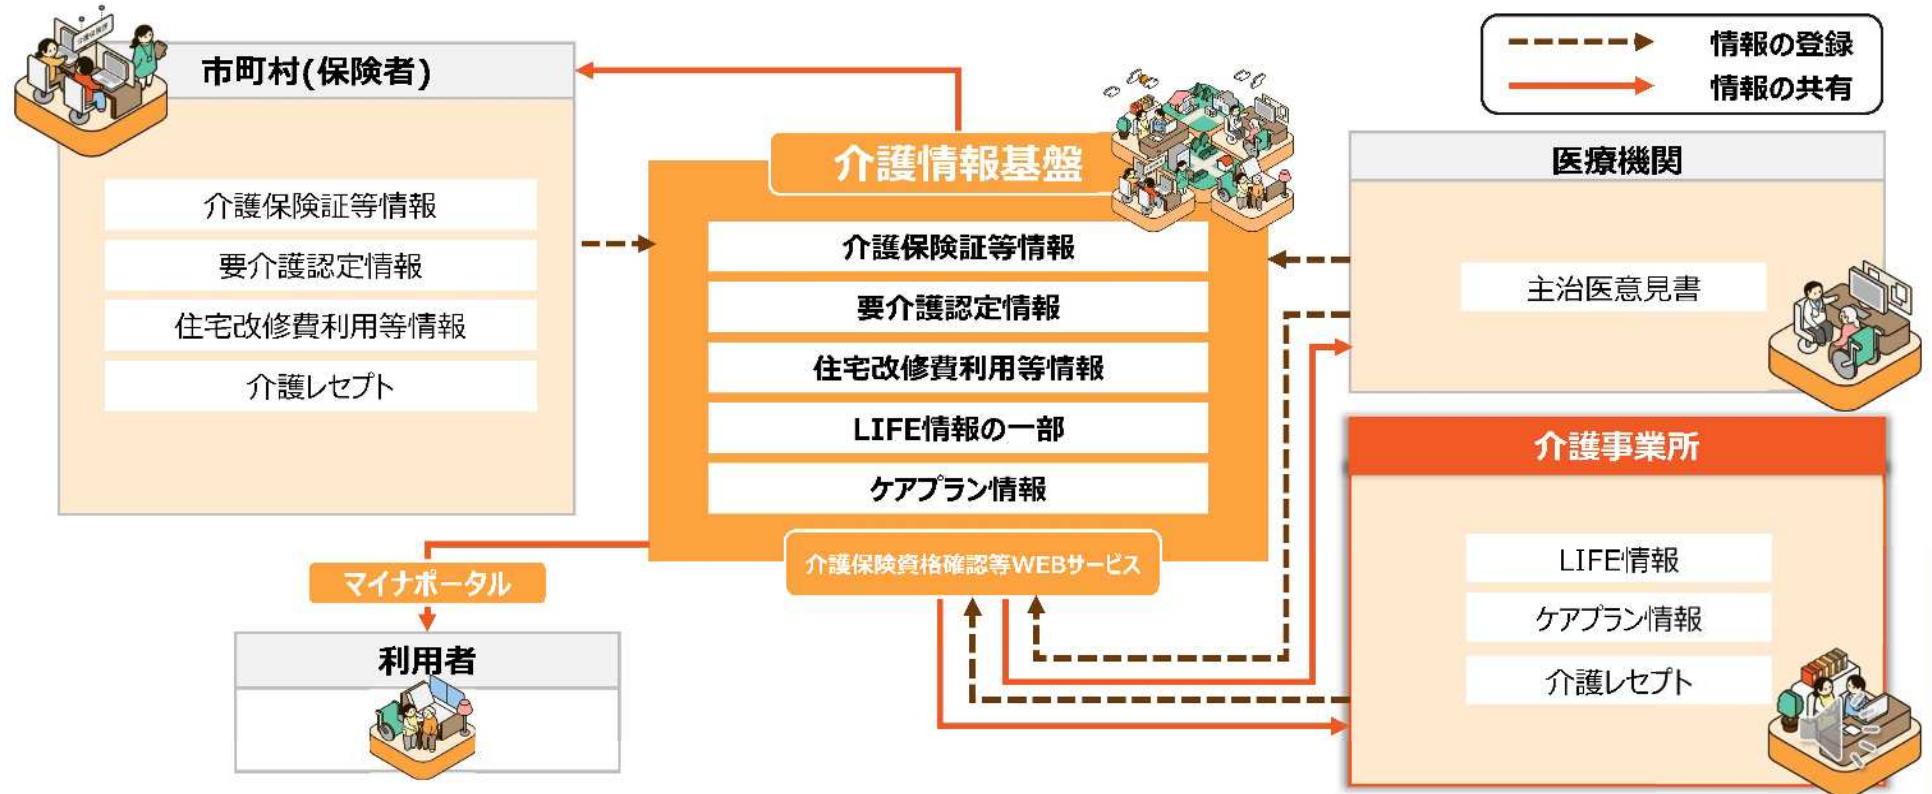 情報の登録
情報の共有
介護保険課
市町村(保険者)
介護保険証等情報
要介護認定情報
住宅改修費利用等情報
介護レセプト
介護情報基盤
介護保険証等情報
要介護認定情報
住宅改修費利用等情報
LIFE情報の一部
ケアプラン情報
介護保険資格確認等WEBサービス
医療機関
主治医意見書
介護事業所
LIFE情報
ケアプラン情報
介護レセプト
マイナポータル
利用者